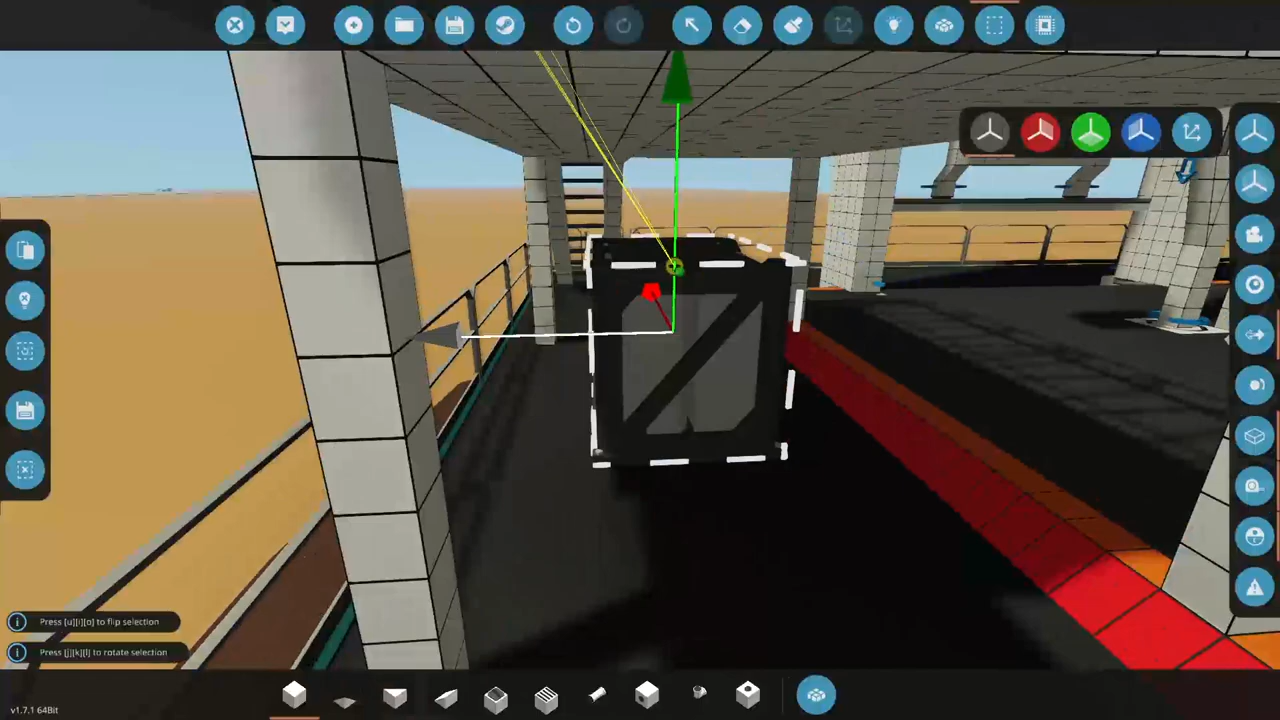 Press [u][i][o] to flip selection
Press [j][k][l] to rotate selection
v1.7.1 64Bit